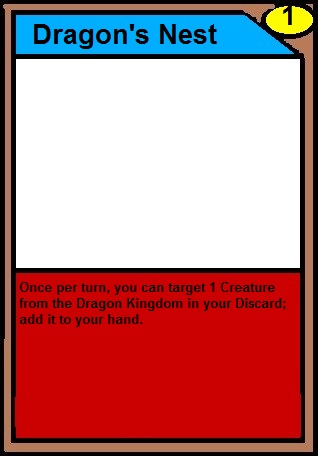 Dragon's Nest
1
Once per turn, you can target 1 Creature
from the Dragon Kingdom in your Discard;
add it to your hand.